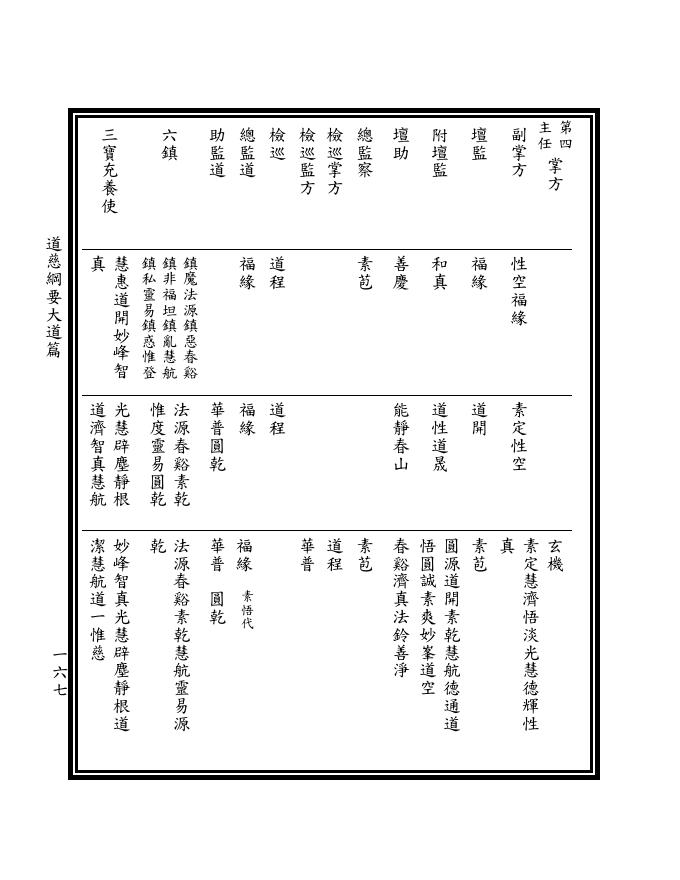 第四
主任
掌方
副掌方
壇監
附壇監
壇助
總監察
檢巡掌方
檢巡監方
檢巡
總監道
助監道
六鎮
三寶充養使
性空福緣
福緣
和真
善慶
素苞
道程
福緣
鎮魔法源鎮惡春谿
鎮非福坦鎮亂慧航
鎮私靈易鎮惑惟登
慧惠道開妙峰智
真
素定性空
道開
道性道晟
能靜春山
道程
福緣
華普圓乾
法源春谿素乾
惟度靈易圓乾
光慧辟塵靜根
道濟智真慧航
玄機
素定慧濟悟淡光慧德輝性
真
素苞
圓源道開素乾慧航德通道
悟圓誠素爽妙峯道空
春谿濟真法鈴善淨
素苞
道程
華普
福緣 素悟代
華普 圓乾
法源春谿素乾慧航靈易源
乾
妙峰智真光慧辟塵靜根道
潔慧航道一惟慈
道慈綱要大道篇
一六七